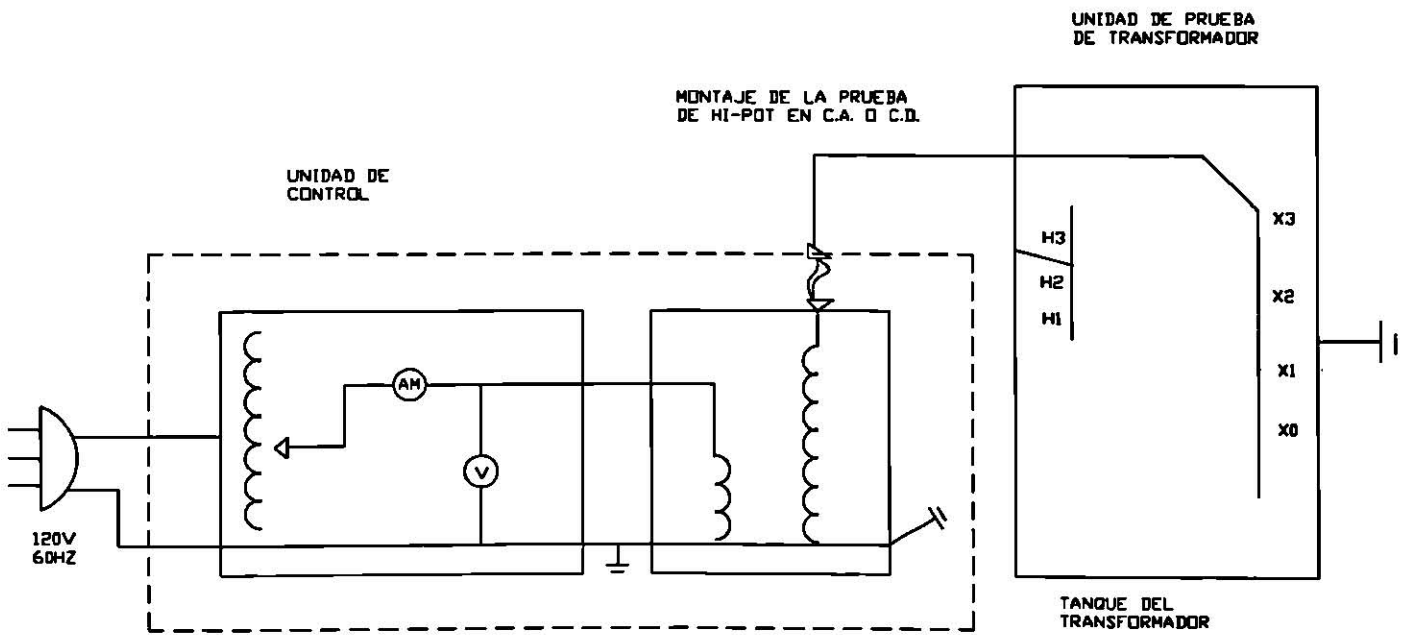 UNIDAD DE PRUEBA
DE TRANSFORMADOR
MONTAJE DE LA PRUEBA
DE HI-POT EN C.A. O C.D.
UNIDAD DE
CONTROL
X3
H3
H2
X2
H1
X1
AM
X0
V
120V
60HZ
TANQUE DEL
TRANSFORMADOR